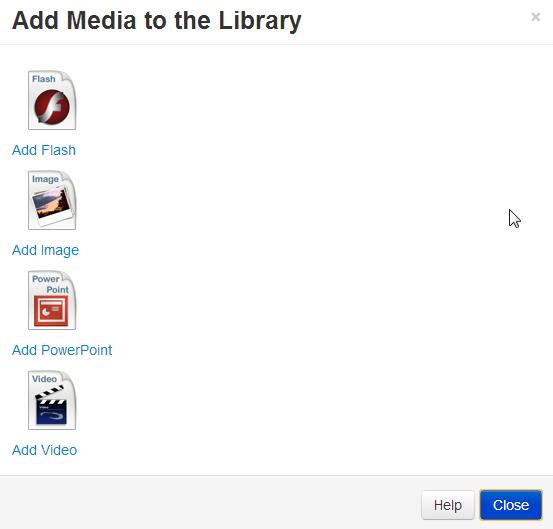 Add Media to the Library
×
Flash
Add Flash
Image
Add Image
Power
Point
Add PowerPoint
Video
Video
Add Video
Help
Close